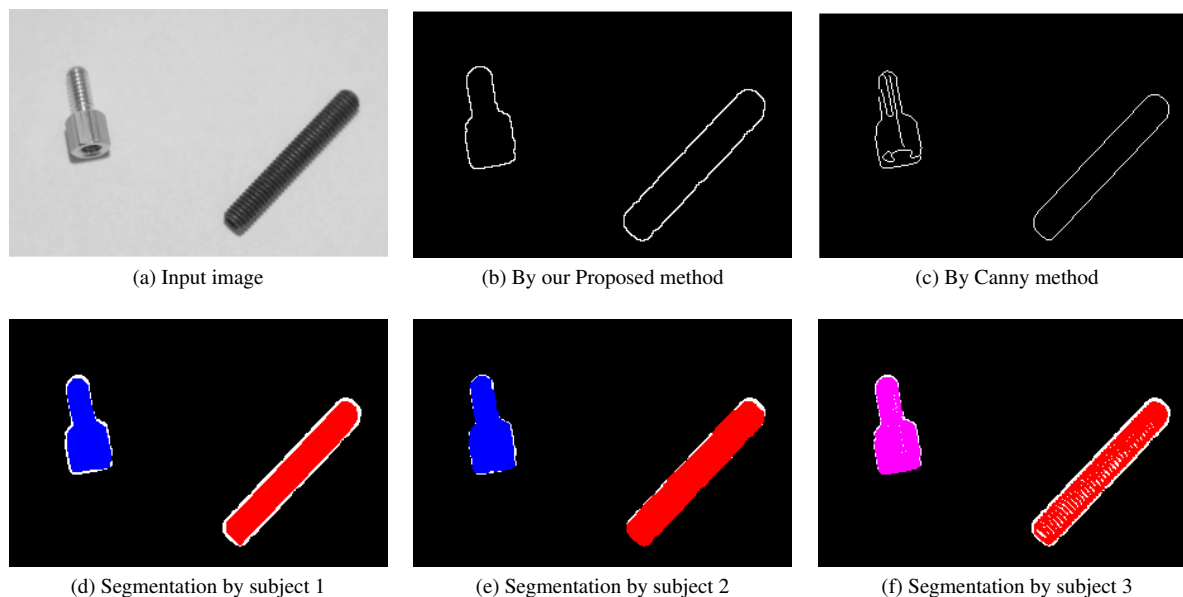 (a) Input image
(b) By our Proposed method
(c) By Canny method
(d) Segmentation by subject 1
(e) Segmentation by subject 2
(f) Segmentation by subject 3